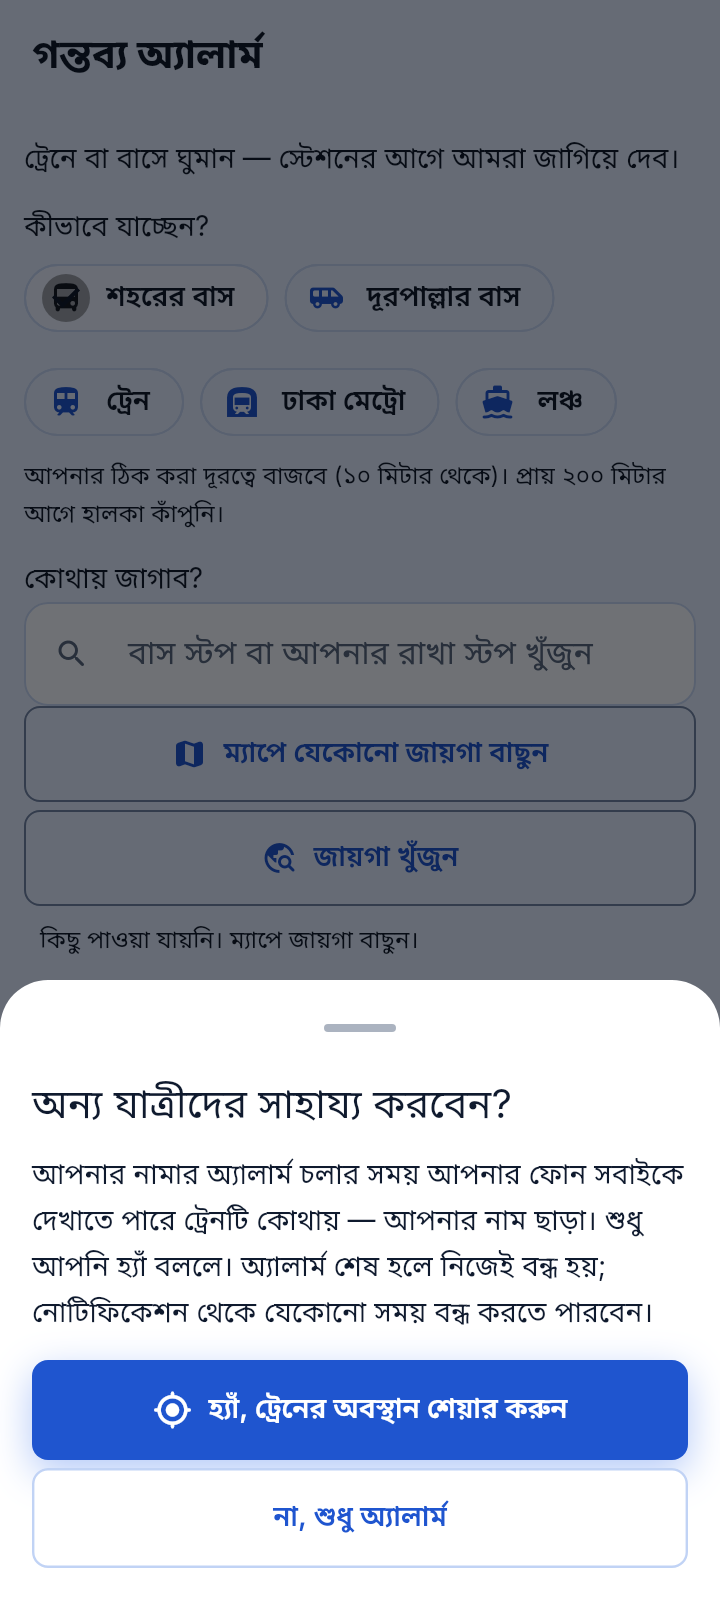 গন্তব্য অ্যালার্ম
ট্রেনে বা বাসে ঘুমান — স্টেশনের আগে আমরা জাগিয়ে দেব।
কীভাবে যাচ্ছেন?
শহরের বাস
দূরপাল্লার বাস
ট্রেন
ঢাকা মেট্রো
লঞ্চ
আপনার ঠিক করা দূরত্বে বাজবে (১০ মিটার থেকে)। প্রায় ২০০ মিটার
আগে হালকা কাঁপুনি।
কোথায় জাগাব?
বাস স্টপ বা আপনার রাখা স্টপ খুঁজুন
ম্যাপে যেকোনো জায়গা বাছুন
জায়গা খুঁজুন
কিছু পাওয়া যায়নি। ম্যাপে জায়গা বাছুন।
অন্য যাত্রীদের সাহায্য করবেন?
আপনার নামার অ্যালার্ম চলার সময় আপনার ফোন সবাইকে
দেখাতে পারে ট্রেনটি কোথায় — আপনার নাম ছাড়া। শুধু
আপনি হ্যাঁ বললে। অ্যালার্ম শেষ হলে নিজেই বন্ধ হয়;
নোটিফিকেশন থেকে যেকোনো সময় বন্ধ করতে পারবেন।
হ্যাঁ, ট্রেনের অবস্থান শেয়ার করুন
না, শুধু অ্যালার্ম